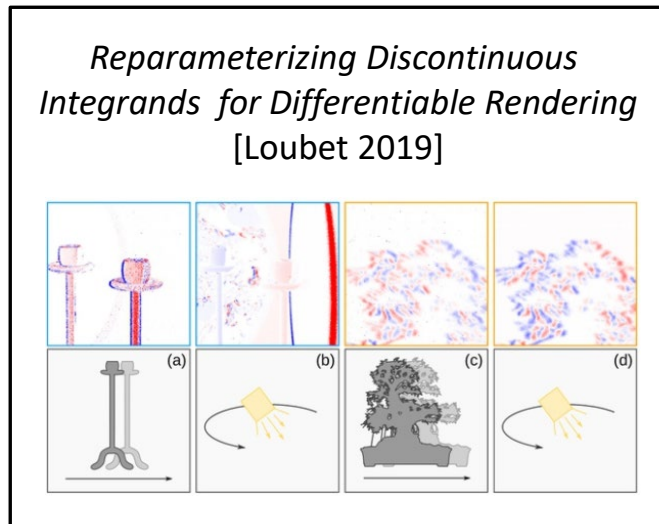 Reparameterizing Discontinuous
Integrands for Differentiable Rendering
[Loubet 2019]
(a) (b) (c) (d)